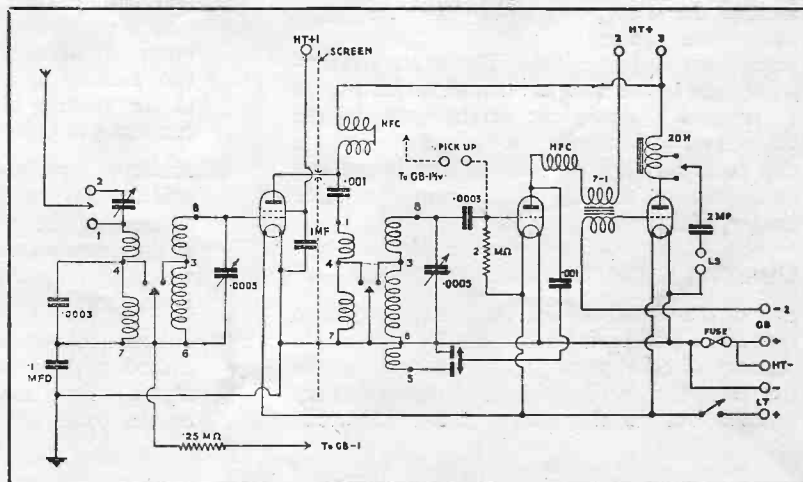 HT+1
SCREEN
HT+
2 3
HFC
20H
PICK UP
To GB-1½V
HFC
7-1
2
1
.001
8
8
.0003
1MF
1
2MF
4
3
.0005
4
3
.0005
2 MΩ
.001
LS
.0003
7
6
7
6
-2
GB
FUSE
+
HT-
.1
MFD
5
-
LT
+
.25 MΩ
To GB-1